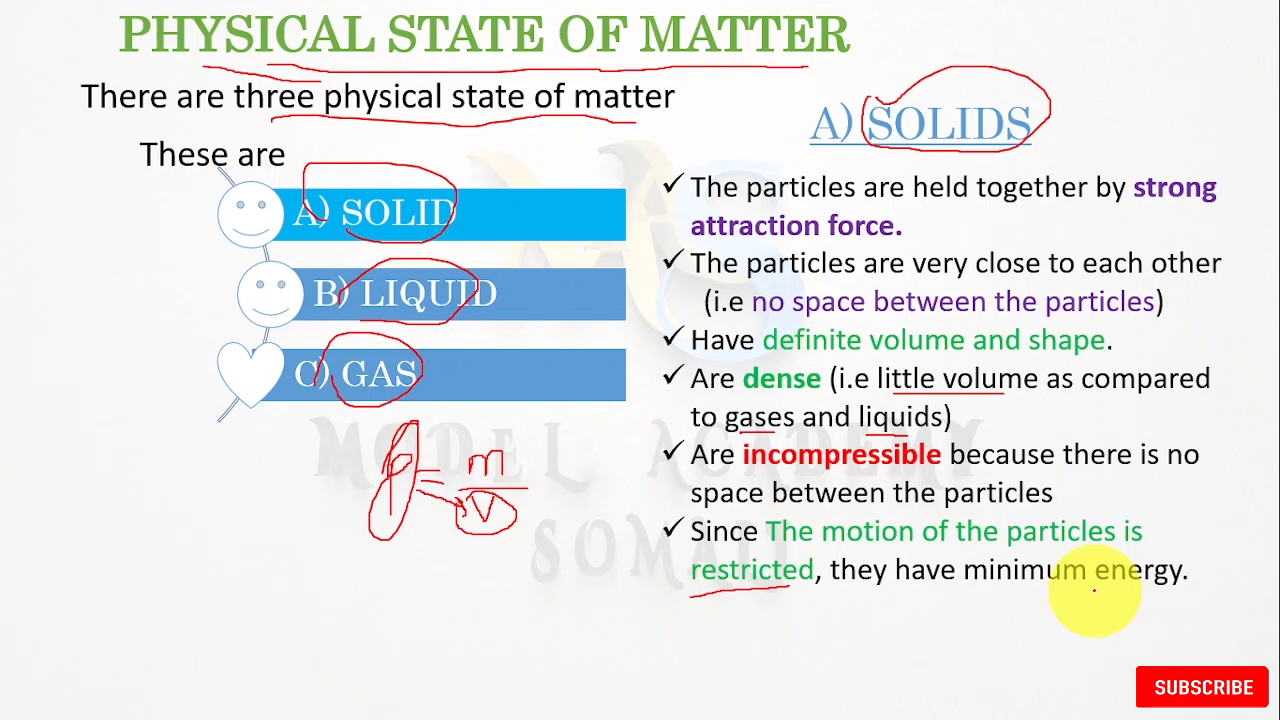 PHYSICAL STATE OF MATTER
There are three physical state of matter
These are
A) SOLID
B) LIQUID
C) GAS
ρ = m
v
A) SOLIDS
✓ The particles are held together by strong
attraction force.
✓ The particles are very close to each other
(i.e no space between the particles)
✓ Have definite volume and shape.
✓ Are dense (i.e little volume as compared
to gases and liquids)
✓ Are incompressible because there is no
space between the particles
✓ Since The motion of the particles is
restricted, they have minimum energy.
MODEL ACADEMY
SOMALI
SUBSCRIBE